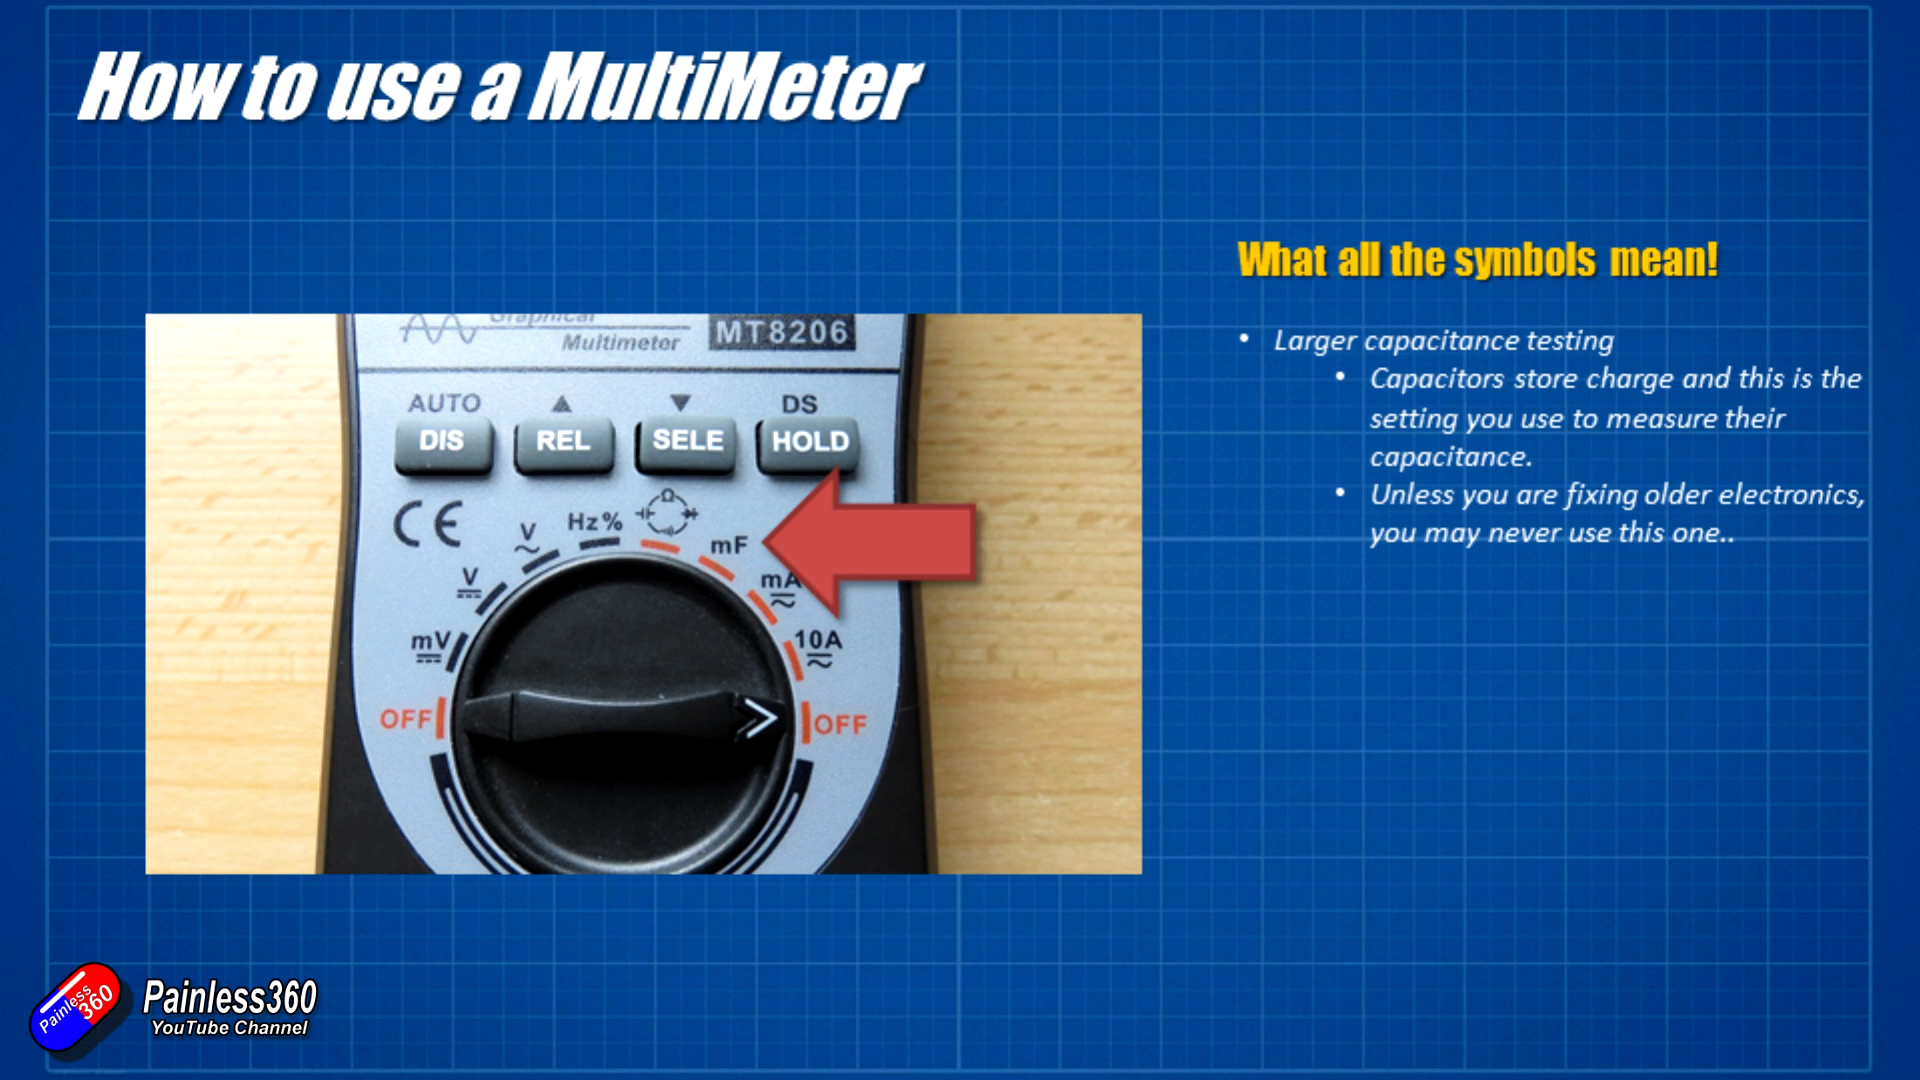 How to use a MultiMeter
What all the symbols mean!
• Larger capacitance testing
• Capacitors store charge and this is the
setting you use to measure their
capacitance.
• Unless you are fixing older electronics,
you may never use this one..
Graphical
Multimeter
MT8206
AUTO ▲ ▼ DS
DIS REL SELE HOLD
CE
Ω
V Hz% mF
V mA
mV 10A
OFF OFF
Painless
360
Painless360
YouTube Channel